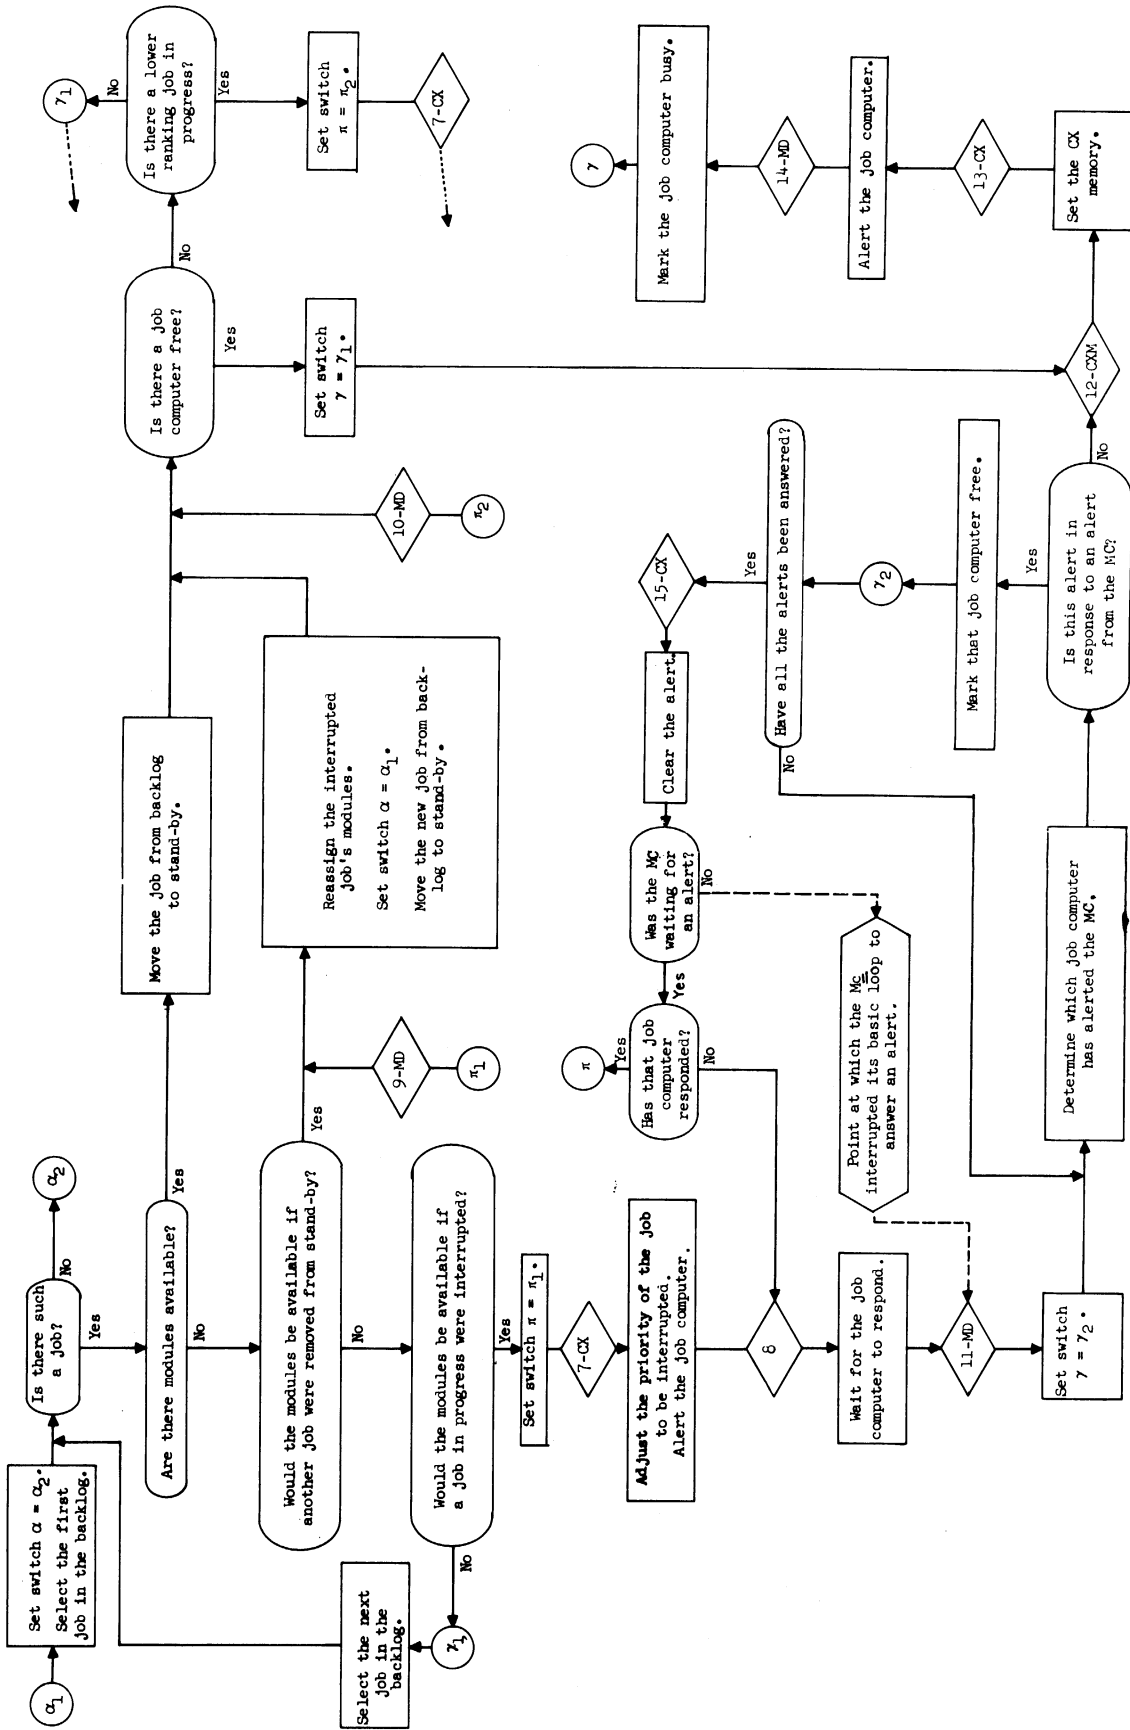 α1
Set switch α = α2.
Select the first
job in the backlog.
Is there such
a job?
No
α2
Yes
Are there modules available?
Yes
No
Move the job from backlog
to stand-by.
Is there a job
computer free?
No
Yes
Is there a lower
ranking job in
progress?
No
γ1
Yes
Set switch
π = π2.
7-CX
Set switch
γ = γ1.
10-MD
π2
Would the modules be available if
another job were removed from stand-by?
Yes
No
9-MD
π1
Reassign the interrupted
job's modules.
Set switch α = α1.
Move the new job from back-
log to stand-by.
Would the modules be available if
a job in progress were interrupted?
No
Yes
γ1
Select the next
job in the
backlog.
Set switch π = π1.
7-CX
Adjust the priority of the job
to be interrupted.
Alert the job computer.
8
Wait for the job
computer to respond.
11-MD
Set switch
γ = γ2.
Determine which job computer
has alerted the MC.
Is this alert in
response to an alert
from the MC?
Yes
No
Mark that job computer free.
γ2
Have all the alerts been answered?
No
Yes
15-CX
Clear the alert.
Was the MC
waiting for
an alert?
No
Yes
Has that job
computer
responded?
Yes
No
π
Point at which the Mc
interrupted its basic loop to
answer an alert.
12-CXM
Set the CX
memory.
13-CX
Alert the job computer.
14-MD
Mark the job computer busy.
γ